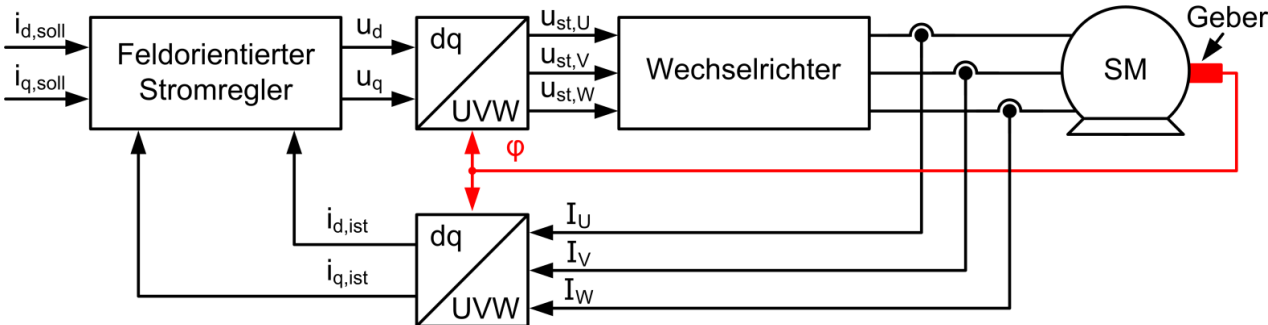 i_d,soll
i_q,soll
Feldorientierter
Stromregler
u_d
u_q
dq
UVW
u_st,U
u_st,V
u_st,W
Wechselrichter
SM
Geber
φ
i_d,ist
i_q,ist
dq
UVW
I_U
I_V
I_W